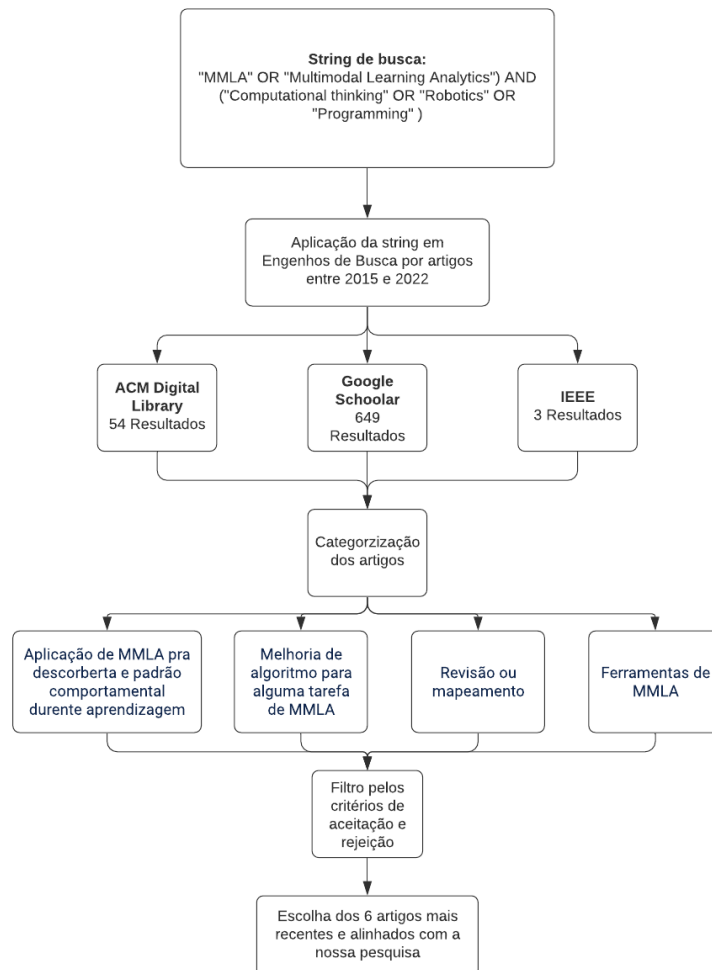 String de busca:
"MMLA" OR "Multimodal Learning Analytics") AND
("Computational thinking" OR "Robotics" OR
"Programming" )
Aplicação da string em
Engenhos de Busca por artigos
entre 2015 e 2022
ACM Digital
Library
54 Resultados
Google
Schoolar
649
Resultados
IEEE
3 Resultados
Categorzização
dos artigos
Aplicação de MMLA pra
descorberta e padrão
comportamental
durente aprendizagem
Melhoria de
algoritmo para
alguma tarefa
de MMLA
Revisão ou
mapeamento
Ferramentas de
MMLA
Filtro pelos
critérios de
aceitação e
rejeição
Escolha dos 6 artigos mais
recentes e alinhados com a
nossa pesquisa